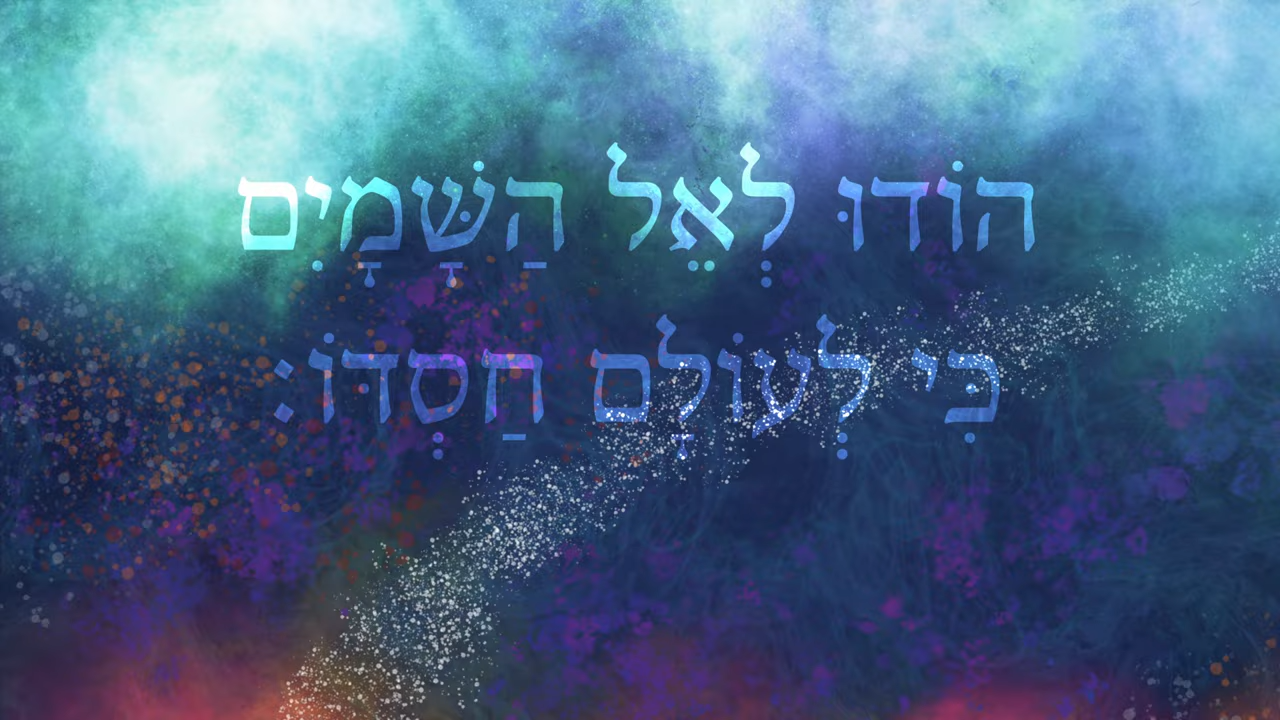 הוֹדוּ לְאֵל הַשָּׁמָיִם
כִּי לְעוֹלָם חַסְדּוֹ׃